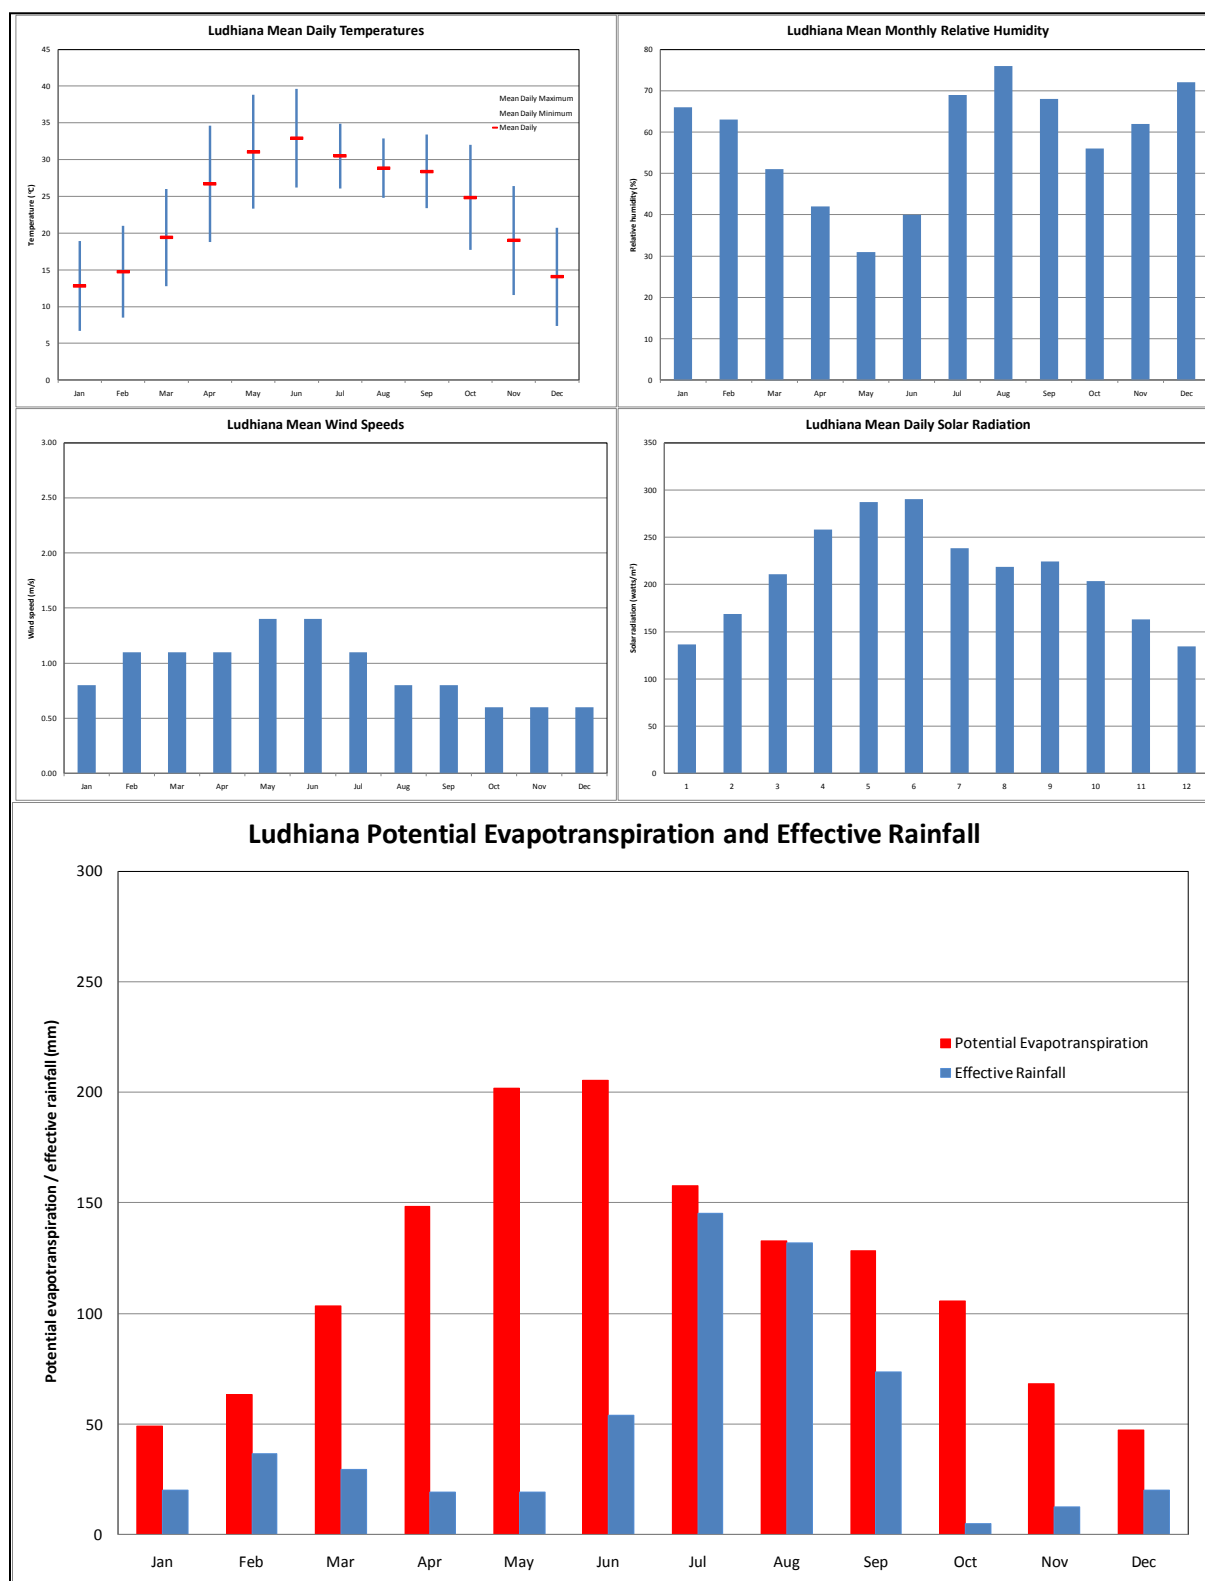 Ludhiana Mean Daily Temperatures
45
40
35
30
25
20
15
10
5
0
Temperature (°C)
Mean Daily Maximum
Mean Daily Minimum
Mean Daily
Jan Feb Mar Apr May Jun Jul Aug Sep Oct Nov Dec
Ludhiana Mean Monthly Relative Humidity
80
70
60
50
40
30
20
10
0
Relative humidity (%)
Jan Feb Mar Apr May Jun Jul Aug Sep Oct Nov Dec
Ludhiana Mean Wind Speeds
3.00
2.50
2.00
1.50
1.00
0.50
0.00
Wind speed (m/s)
Jan Feb Mar Apr May Jun Jul Aug Sep Oct Nov Dec
Ludhiana Mean Daily Solar Radiation
350
300
250
200
150
100
50
0
Solar radiation (watts/m²)
1 2 3 4 5 6 7 8 9 10 11 12
Ludhiana Potential Evapotranspiration and Effective Rainfall
300
250
200
150
100
50
0
Potential evapotranspiration / effective rainfall (mm)
Potential Evapotranspiration
Effective Rainfall
Jan Feb Mar Apr May Jun Jul Aug Sep Oct Nov Dec